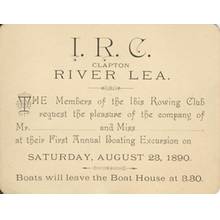 I. R. C.
CLAPTON
RIVER LEA.
THE Members of the Ibis Rowing Club
request the pleasure of the company of
Mr. and Miss
at their First Annual Boating Excursion on
SATURDAY, AUGUST 23, 1890.
Boats will leave the Boat House at 3.30.